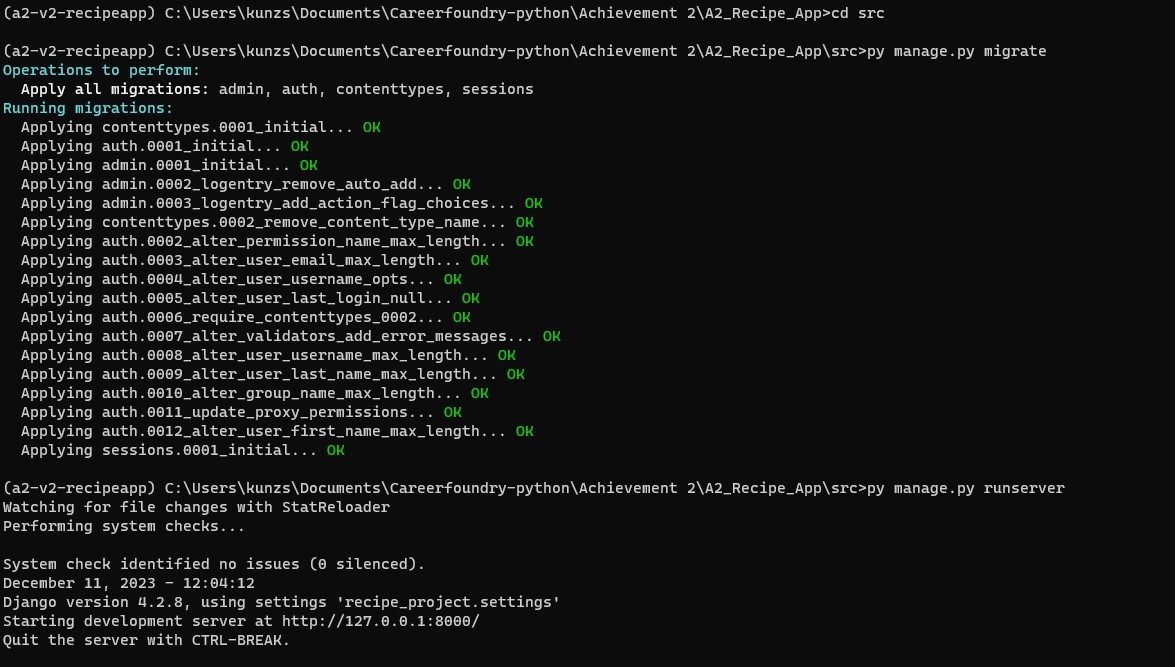 (a2-v2-recipeapp) C:\Users\kunzs\Documents\Careerfoundry-python\Achievement 2\A2_Recipe_App>cd src
(a2-v2-recipeapp) C:\Users\kunzs\Documents\Careerfoundry-python\Achievement 2\A2_Recipe_App\src>py manage.py migrate
Operations to perform:
  Apply all migrations: admin, auth, contenttypes, sessions
Running migrations:
  Applying contenttypes.0001_initial... OK
  Applying auth.0001_initial... OK
  Applying admin.0001_initial... OK
  Applying admin.0002_logentry_remove_auto_add... OK
  Applying admin.0003_logentry_add_action_flag_choices... OK
  Applying contenttypes.0002_remove_content_type_name... OK
  Applying auth.0002_alter_permission_name_max_length... OK
  Applying auth.0003_alter_user_email_max_length... OK
  Applying auth.0004_alter_user_username_opts... OK
  Applying auth.0005_alter_user_last_login_null... OK
  Applying auth.0006_require_contenttypes_0002... OK
  Applying auth.0007_alter_validators_add_error_messages... OK
  Applying auth.0008_alter_user_username_max_length... OK
  Applying auth.0009_alter_user_last_name_max_length... OK
  Applying auth.0010_alter_group_name_max_length... OK
  Applying auth.0011_update_proxy_permissions... OK
  Applying auth.0012_alter_user_first_name_max_length... OK
  Applying sessions.0001_initial... OK
(a2-v2-recipeapp) C:\Users\kunzs\Documents\Careerfoundry-python\Achievement 2\A2_Recipe_App\src>py manage.py runserver
Watching for file changes with StatReloader
Performing system checks...
System check identified no issues (0 silenced).
December 11, 2023 - 12:04:12
Django version 4.2.8, using settings 'recipe_project.settings'
Starting development server at http://127.0.0.1:8000/
Quit the server with CTRL-BREAK.